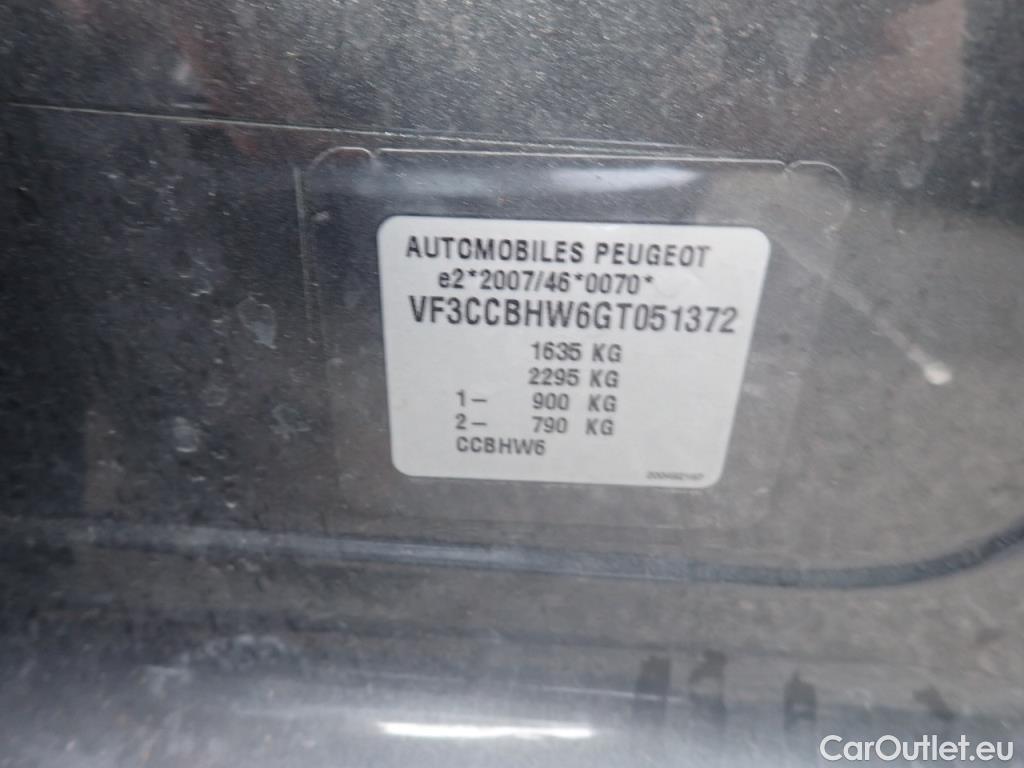 AUTOMOBILES PEUGEOT
e2*2007/46*0070*
VF3CCBHW6GT051372
1635 KG
2295 KG
1- 900 KG
2- 790 KG
CCBHW6
CarOutlet.eu